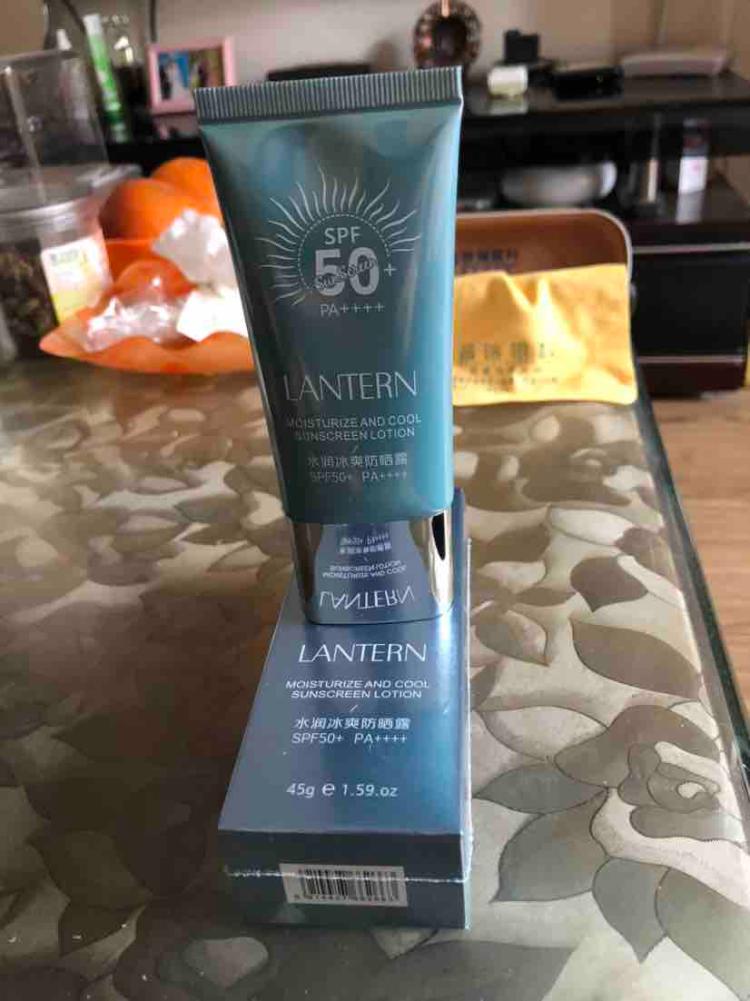 SPF
50+
SunScreen
PA++++
LANTERN
MOISTURIZE AND COOL
SUNSCREEN LOTION
水润冰爽防晒露
SPF50+ PA++++
LANTERN
MOISTURIZE AND COOL
SUNSCREEN LOTION
水润冰爽防晒露
SPF50+ PA++++
45g e 1.59.oz